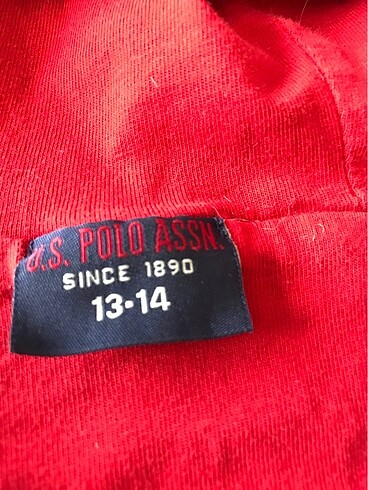 U.S. POLO ASSN.
SINCE 1890
13-14